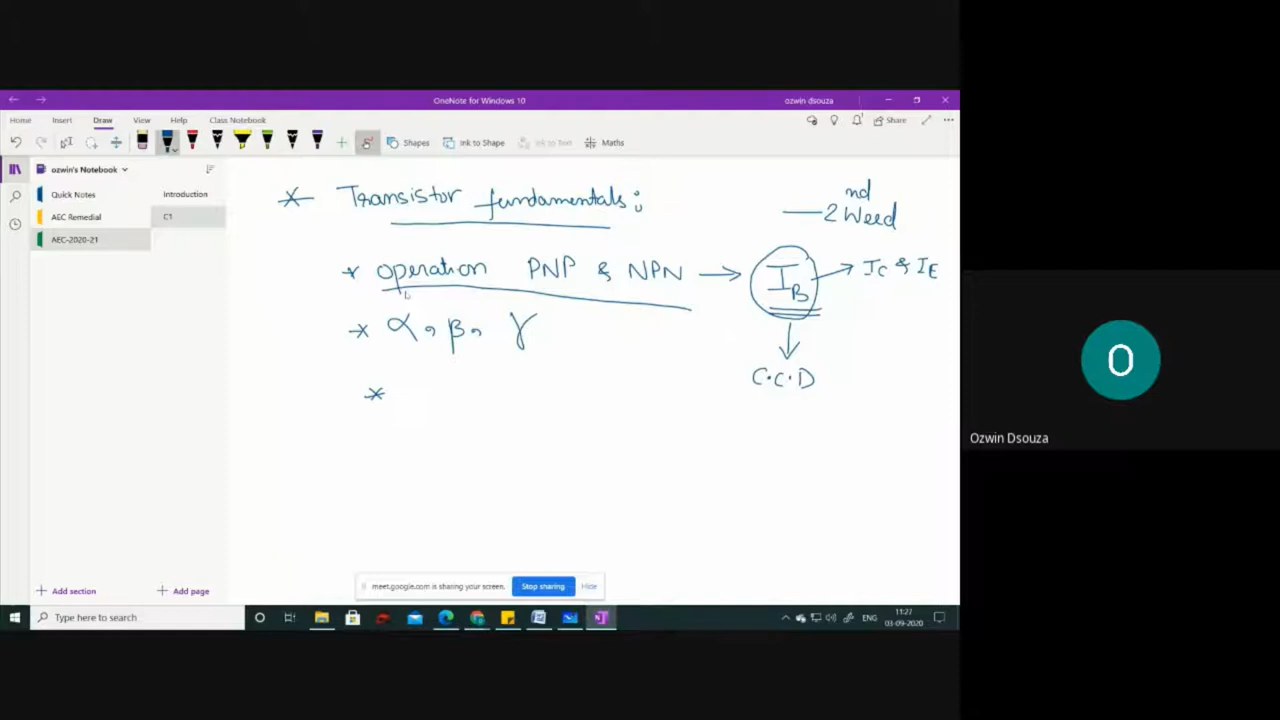 OneNote for Windows 10
ozwin dsouza
Home Insert Draw View Help Class Notebook
Share
Shapes Ink to Shape Ink to Text Maths
ozwin's Notebook
Quick Notes
AEC Remedial
AEC-2020-21
Introduction
C1
* Transistor fundamentals :
— 2nd Weed
* operation PNP & NPN → IB → IC & IE
* α, β, γ
C.C.D
*
Add section
Add page
meet.google.com is sharing your screen. Stop sharing Hide
Type here to search
ENG
11:27
03-09-2020
O
Ozwin Dsouza